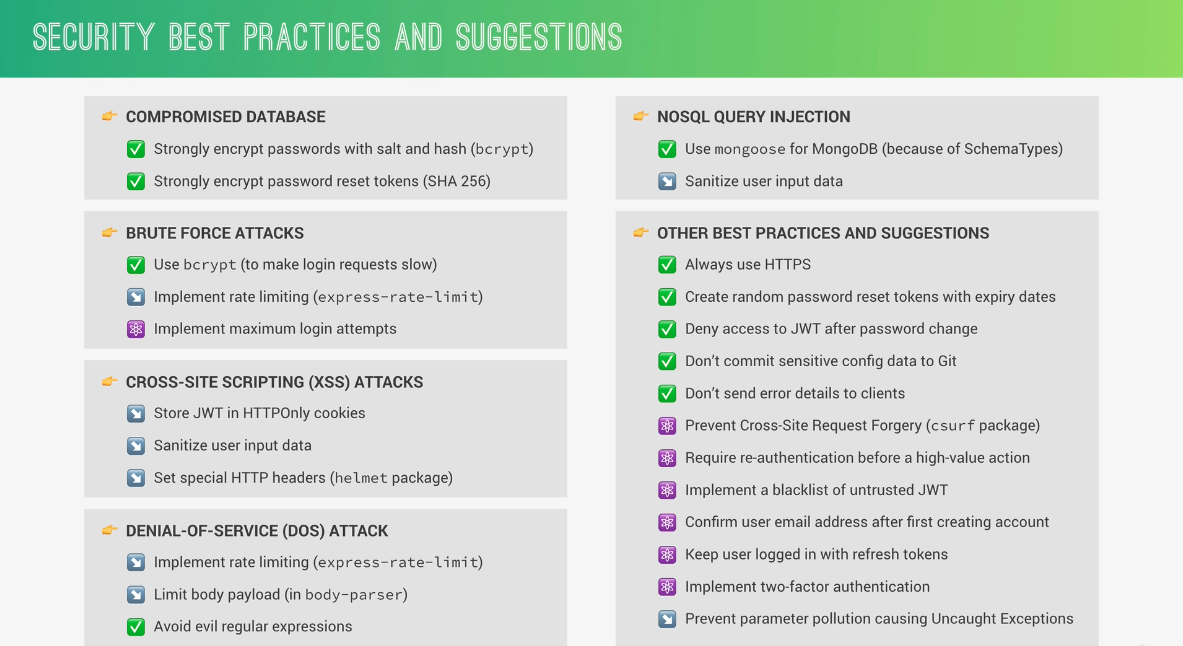 SECURITY BEST PRACTICES AND SUGGESTIONS
COMPROMISED DATABASE
Strongly encrypt passwords with salt and hash (bcrypt)
Strongly encrypt password reset tokens (SHA 256)
BRUTE FORCE ATTACKS
Use bcrypt (to make login requests slow)
Implement rate limiting (express-rate-limit)
Implement maximum login attempts
CROSS-SITE SCRIPTING (XSS) ATTACKS
Store JWT in HTTPOnly cookies
Sanitize user input data
Set special HTTP headers (helmet package)
DENIAL-OF-SERVICE (DOS) ATTACK
Implement rate limiting (express-rate-limit)
Limit body payload (in body-parser)
Avoid evil regular expressions
NOSQL QUERY INJECTION
Use mongoose for MongoDB (because of SchemaTypes)
Sanitize user input data
OTHER BEST PRACTICES AND SUGGESTIONS
Always use HTTPS
Create random password reset tokens with expiry dates
Deny access to JWT after password change
Don’t commit sensitive config data to Git
Don’t send error details to clients
Prevent Cross-Site Request Forgery (csurf package)
Require re-authentication before a high-value action
Implement a blacklist of untrusted JWT
Confirm user email address after first creating account
Keep user logged in with refresh tokens
Implement two-factor authentication
Prevent parameter pollution causing Uncaught Exceptions